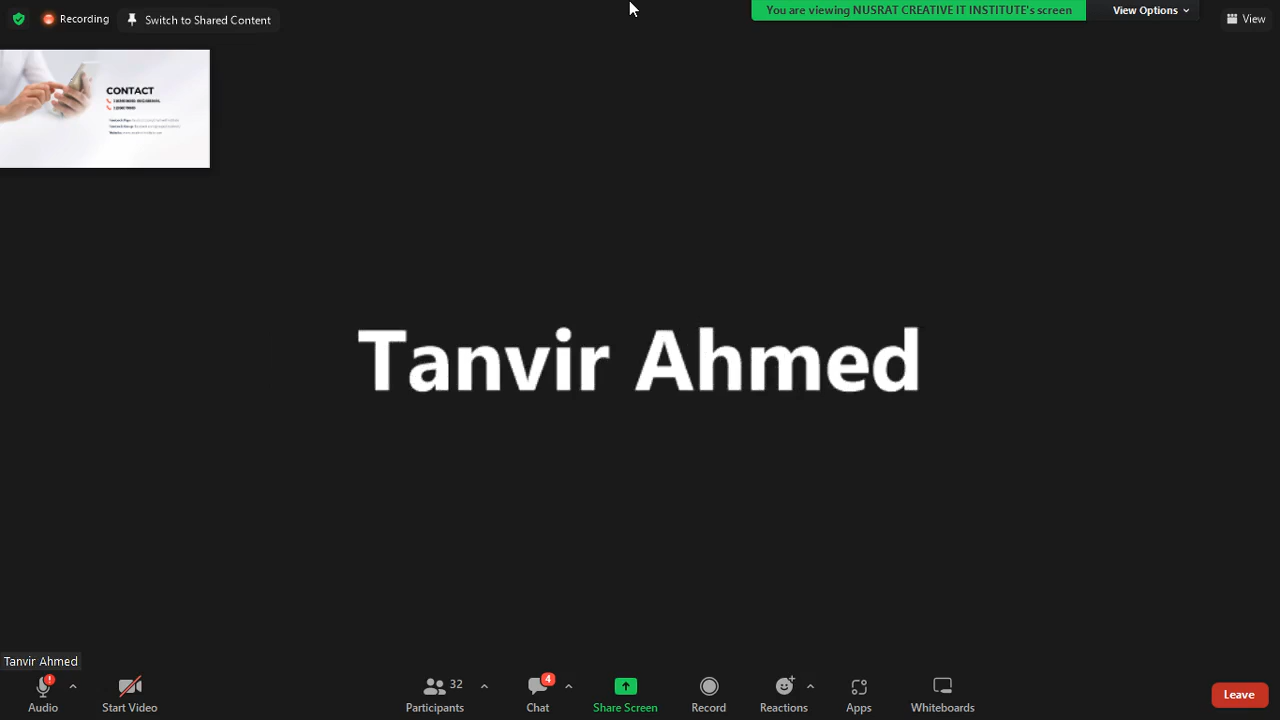 Recording
Switch to Shared Content
You are viewing NUSRAT CREATIVE IT INSTITUTE's screen
View Options
View
CONTACT
Tanvir Ahmed
Tanvir Ahmed
Audio
Start Video
32
Participants
4
Chat
Share Screen
Record
Reactions
Apps
Whiteboards
Leave